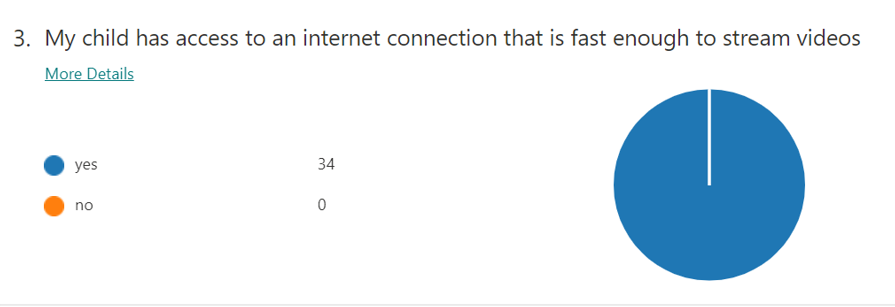 3. My child has access to an internet connection that is fast enough to stream videos
More Details
yes 34
no 0